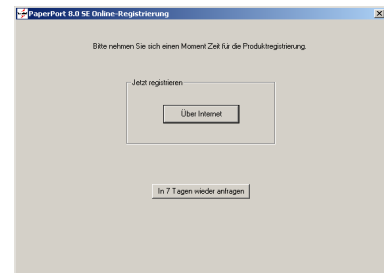 PaperPort 8.0 SE Online-Registrierung
Bitte nehmen Sie sich einen Moment Zeit für die Produktregistrierung.
Jetzt registrieren
Über Internet
In 7 Tagen wieder anfragen